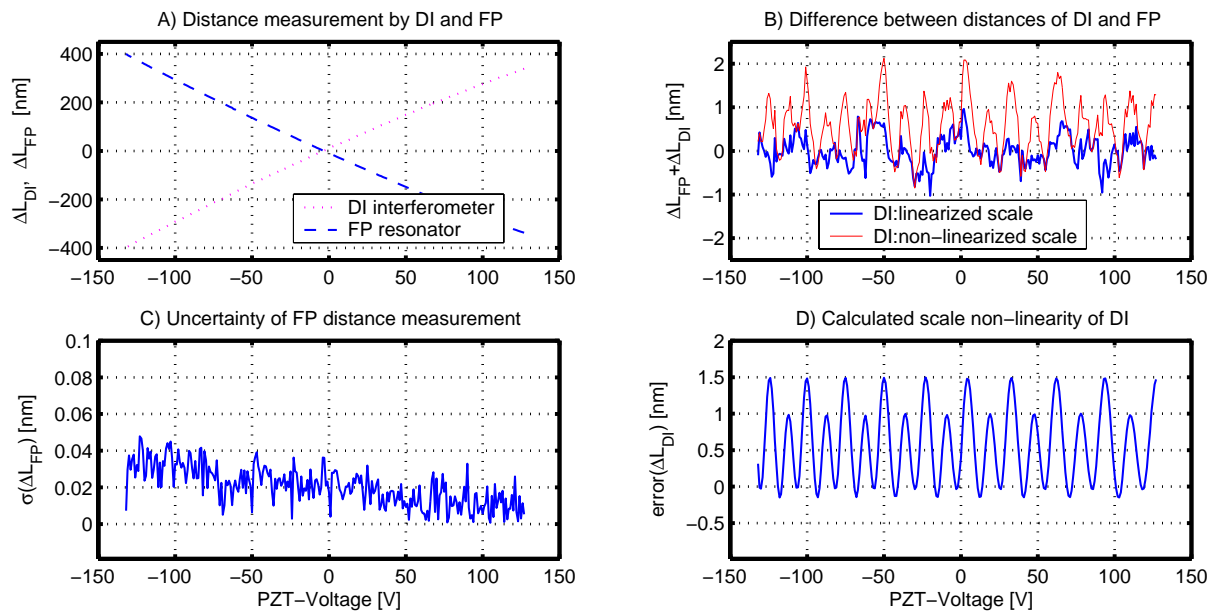 A) Distance measurement by DI and FP
400
200
0
−200
−400
ΔL_DI, ΔL_FP [nm]
DI interferometer
FP resonator
−150 −100 −50 0 50 100 150
B) Difference between distances of DI and FP
2
1
0
−1
−2
ΔL_FP+ΔL_DI [nm]
DI:linearized scale
DI:non−linearized scale
−150 −100 −50 0 50 100 150
C) Uncertainty of FP distance measurement
0.1
0.08
0.06
0.04
0.02
0
σ(ΔL_FP) [nm]
−150 −100 −50 0 50 100 150
PZT−Voltage [V]
D) Calculated scale non−linearity of DI
2
1.5
1
0.5
0
−0.5
error(ΔL_DI) [nm]
−150 −100 −50 0 50 100 150
PZT−Voltage [V]